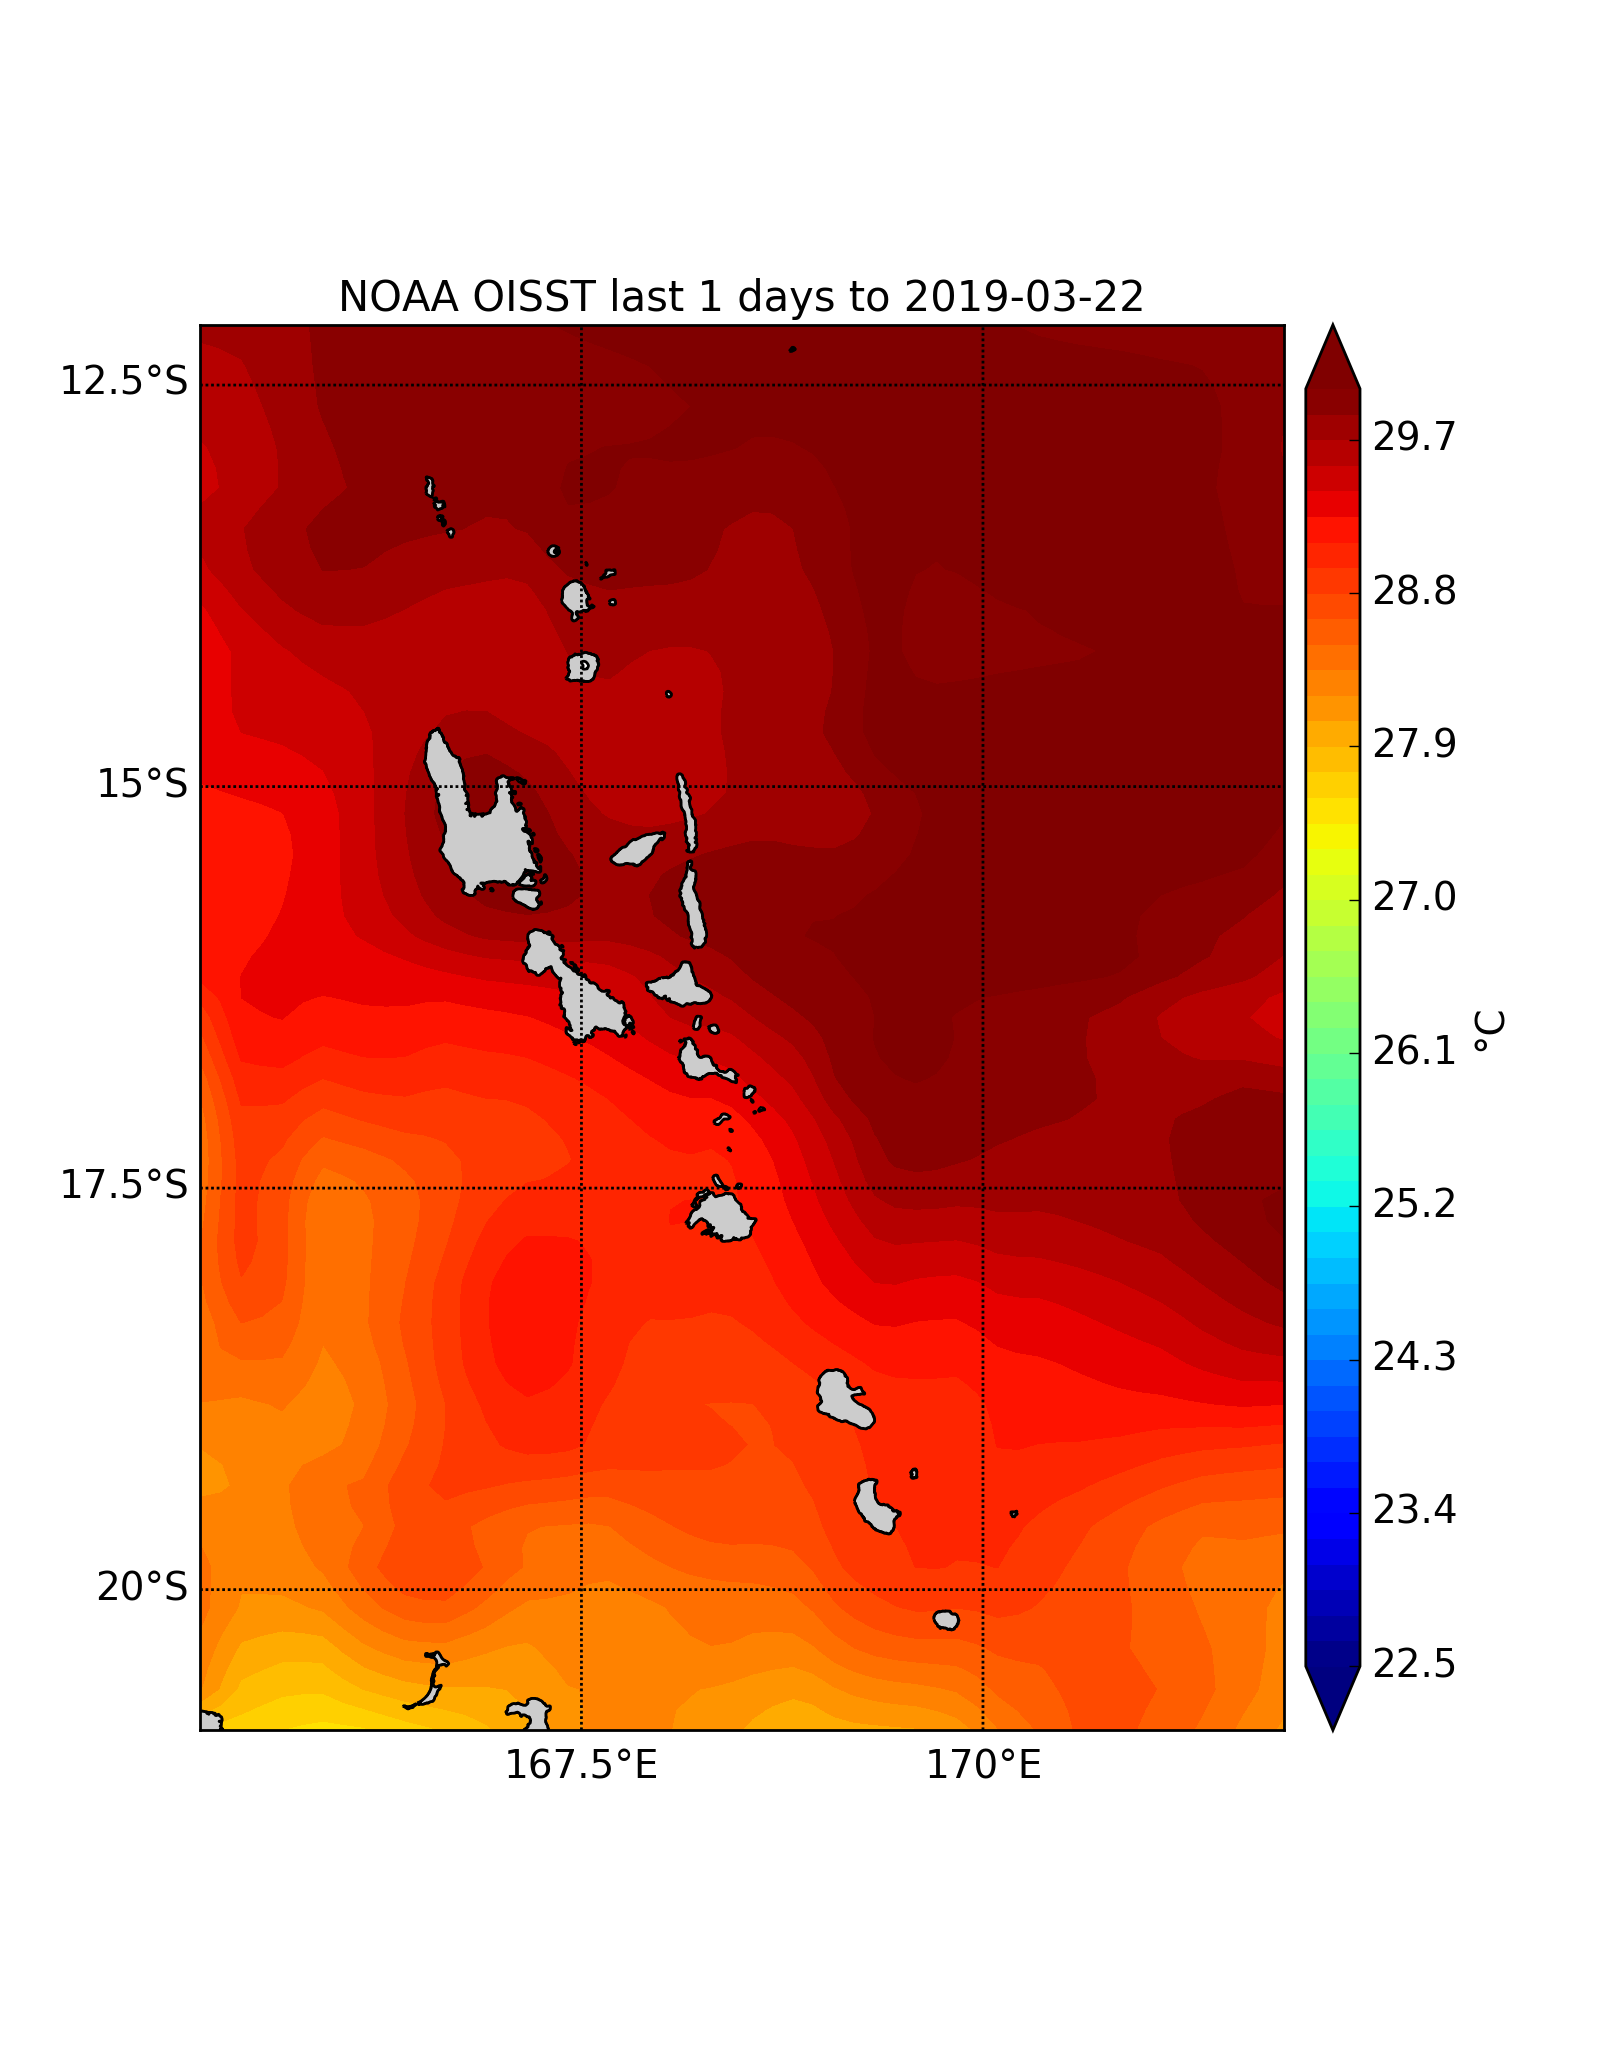 NOAA OISST last 1 days to 2019-03-22
12.5°S
15°S
17.5°S
20°S
167.5°E
170°E
29.7
28.8
27.9
27.0
26.1
25.2
24.3
23.4
22.5
°C